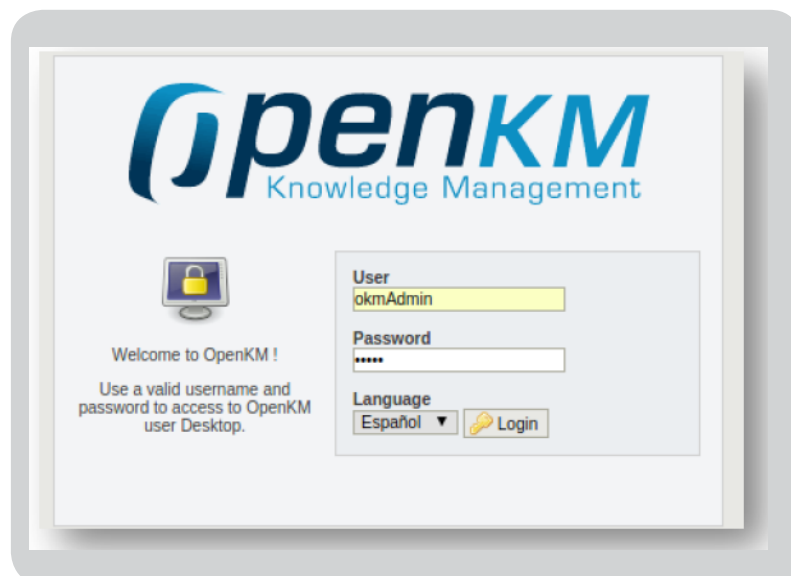 OpenKM
Knowledge Management
Welcome to OpenKM !
Use a valid username and
password to access to OpenKM
user Desktop.
User
okmAdmin
Password
•••••
Language
Español ▼ Login